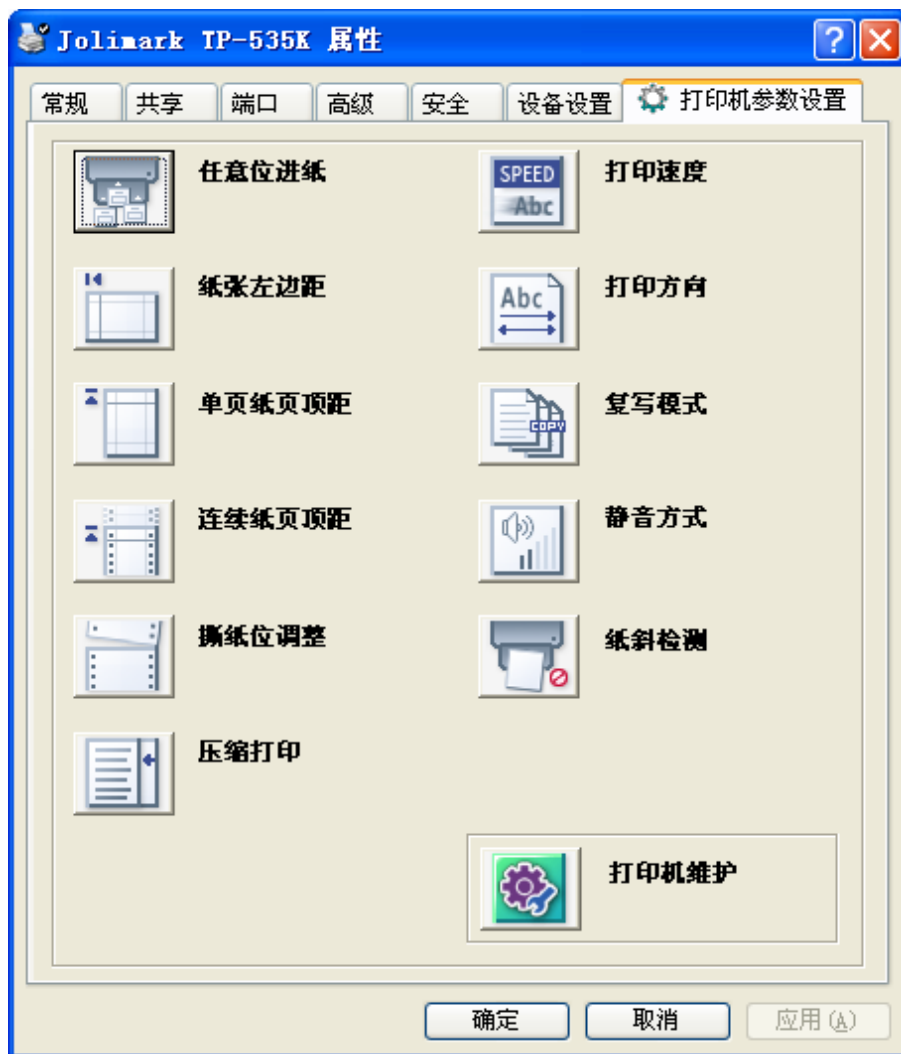 Jolimark TP-535K 属性
常规 共享 端口 高级 安全 设备设置 打印机参数设置
任意位进纸
SPEED
Abc
打印速度
纸张左边距
Abc
打印方向
单页纸页顶距
COPY
复写模式
连续纸页顶距
静音方式
撕纸位调整
纸斜检测
压缩打印
打印机维护
确定 取消 应用(A)